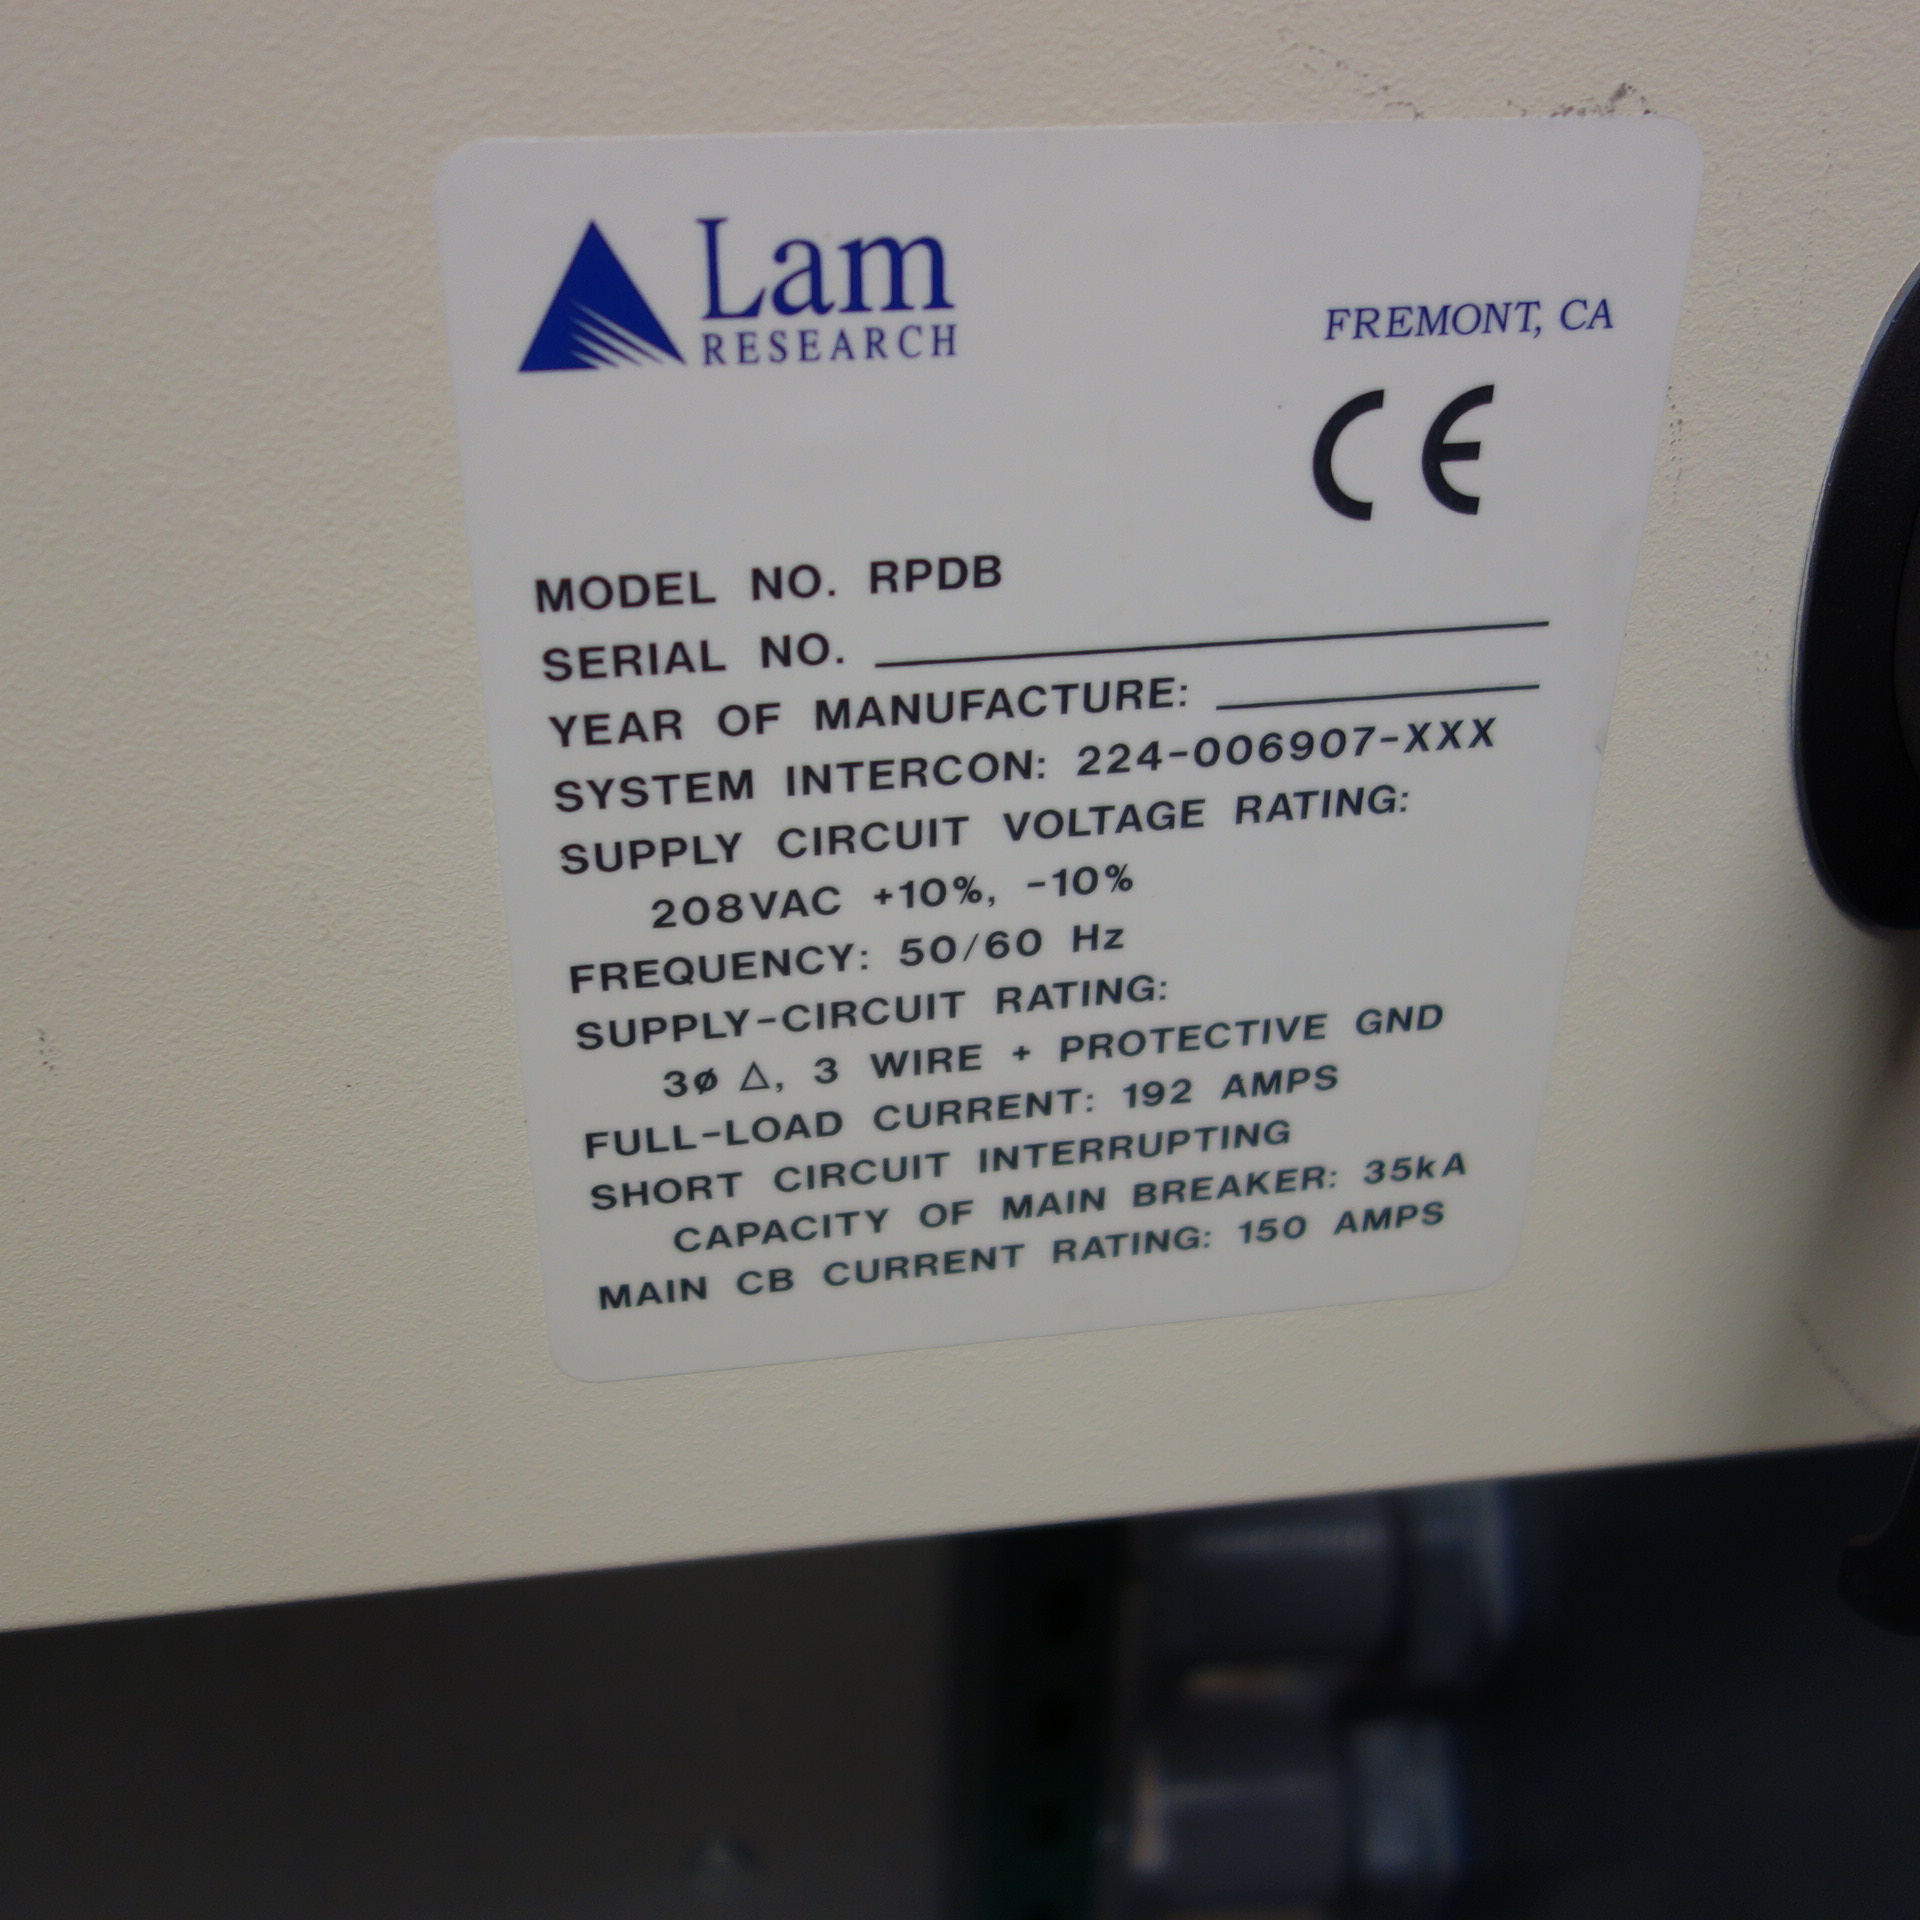 Lam
RESEARCH
FREMONT, CA
CE
MODEL NO. RPDB
SERIAL NO.
YEAR OF MANUFACTURE:
SYSTEM INTERCON: 224-006907-XXX
SUPPLY CIRCUIT VOLTAGE RATING:
208VAC +10%, -10%
FREQUENCY: 50/60 Hz
SUPPLY-CIRCUIT RATING:
3ø △, 3 WIRE + PROTECTIVE GND
FULL-LOAD CURRENT: 192 AMPS
SHORT CIRCUIT INTERRUPTING
CAPACITY OF MAIN BREAKER: 35kA
MAIN CB CURRENT RATING: 150 AMPS